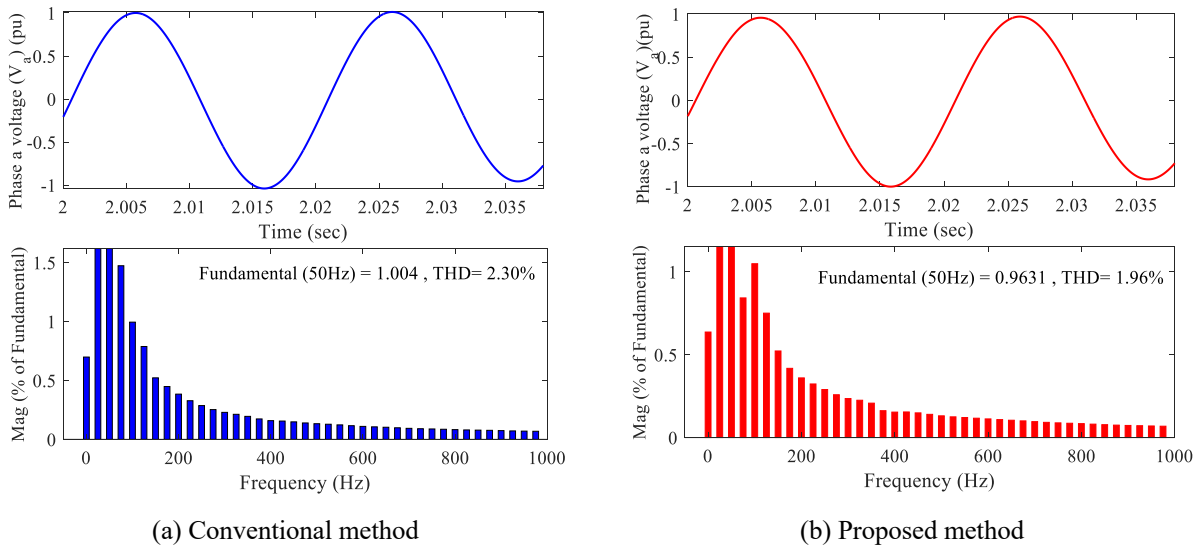 Phase a voltage (Va) (pu)
1
0.5
0
-0.5
-1
2 2.005 2.01 2.015 2.02 2.025 2.03 2.035
Time (sec)
Phase a voltage (Va)(pu)
1
0.5
0
-0.5
-1
2 2.005 2.01 2.015 2.02 2.025 2.03 2.035
Time (sec)
Mag (% of Fundamental)
1.5
1
0.5
0
Fundamental (50Hz) = 1.004 , THD= 2.30%
0 200 400 600 800 1000
Frequency (Hz)
Mag (% of Fundamental)
1
0.5
0
Fundamental (50Hz) = 0.9631 , THD= 1.96%
0 200 400 600 800 1000
Frequency (Hz)
(a) Conventional method
(b) Proposed method